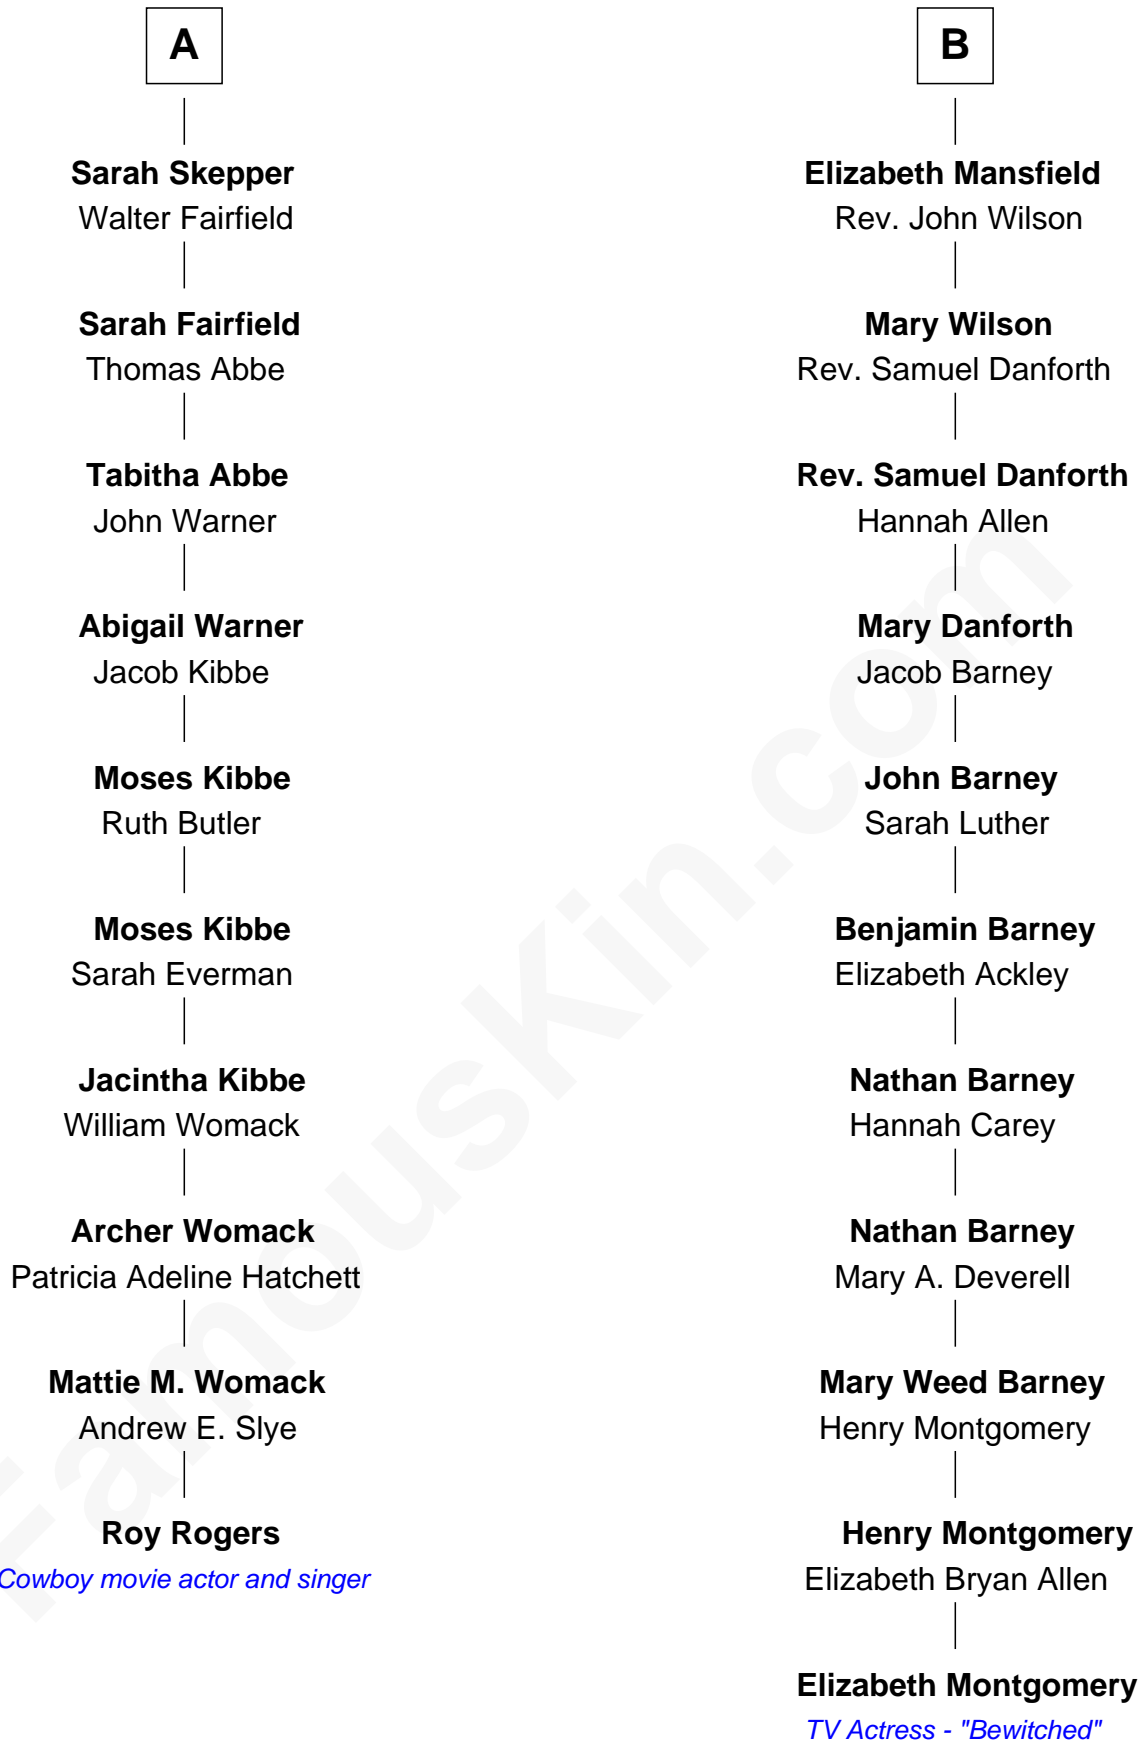 A
Sarah Skepper
Walter Fairfield
Sarah Fairfield
Thomas Abbe
Tabitha Abbe
John Warner
Abigail Warner
Jacob Kibbe
Moses Kibbe
Ruth Butler
Moses Kibbe
Sarah Everman
Jacintha Kibbe
William Womack
Archer Womack
Patricia Adeline Hatchett
Mattie M. Womack
Andrew E. Slye
Roy Rogers
Cowboy movie actor and singer
B
Elizabeth Mansfield
Rev. John Wilson
Mary Wilson
Rev. Samuel Danforth
Rev. Samuel Danforth
Hannah Allen
Mary Danforth
Jacob Barney
John Barney
Sarah Luther
Benjamin Barney
Elizabeth Ackley
Nathan Barney
Hannah Carey
Nathan Barney
Mary A. Deverell
Mary Weed Barney
Henry Montgomery
Henry Montgomery
Elizabeth Bryan Allen
Elizabeth Montgomery
TV Actress - "Bewitched"
FamousKin.com